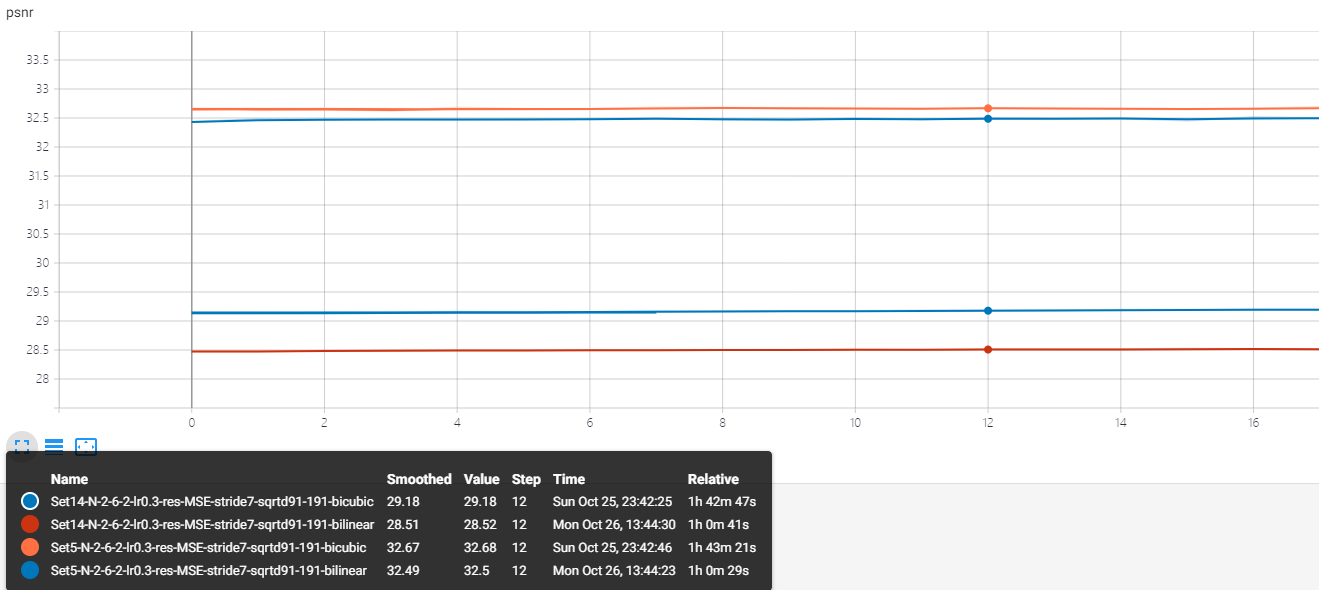 psnr
33.5
33
32.5
32
31.5
31
30.5
30
29.5
29
28.5
28
0 2 4 6 8 10 12 14 16
Name Smoothed Value Step Time Relative
Set14-N-2-6-2-lr0.3-res-MSE-stride7-sqrtd91-191-bicubic 29.18 29.18 12 Sun Oct 25, 23:42:25 1h 42m 47s
Set14-N-2-6-2-lr0.3-res-MSE-stride7-sqrtd91-191-bilinear 28.51 28.52 12 Mon Oct 26, 13:44:30 1h 0m 41s
Set5-N-2-6-2-lr0.3-res-MSE-stride7-sqrtd91-191-bicubic 32.67 32.68 12 Sun Oct 25, 23:42:46 1h 43m 21s
Set5-N-2-6-2-lr0.3-res-MSE-stride7-sqrtd91-191-bilinear 32.49 32.5 12 Mon Oct 26, 13:44:23 1h 0m 29s